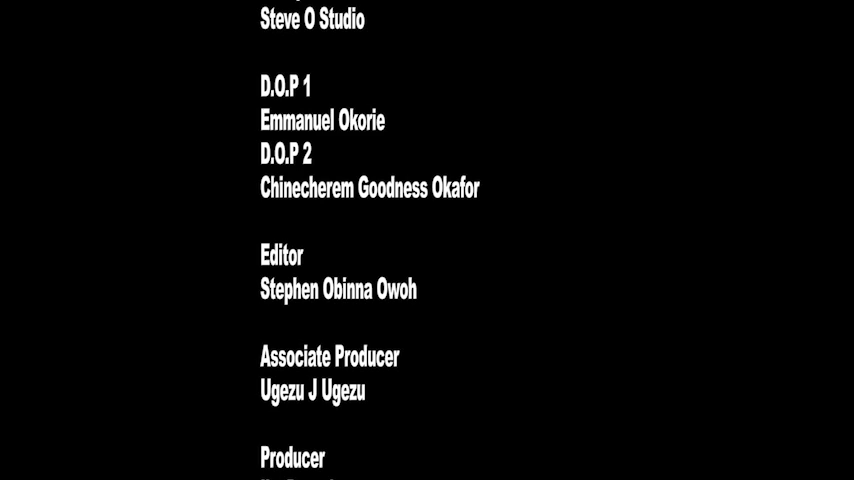 Steve O Studio
D.O.P 1
Emmanuel Okorie
D.O.P 2
Chinecherem Goodness Okafor
Editor
Stephen Obinna Owoh
Associate Producer
Ugezu J Ugezu
Producer